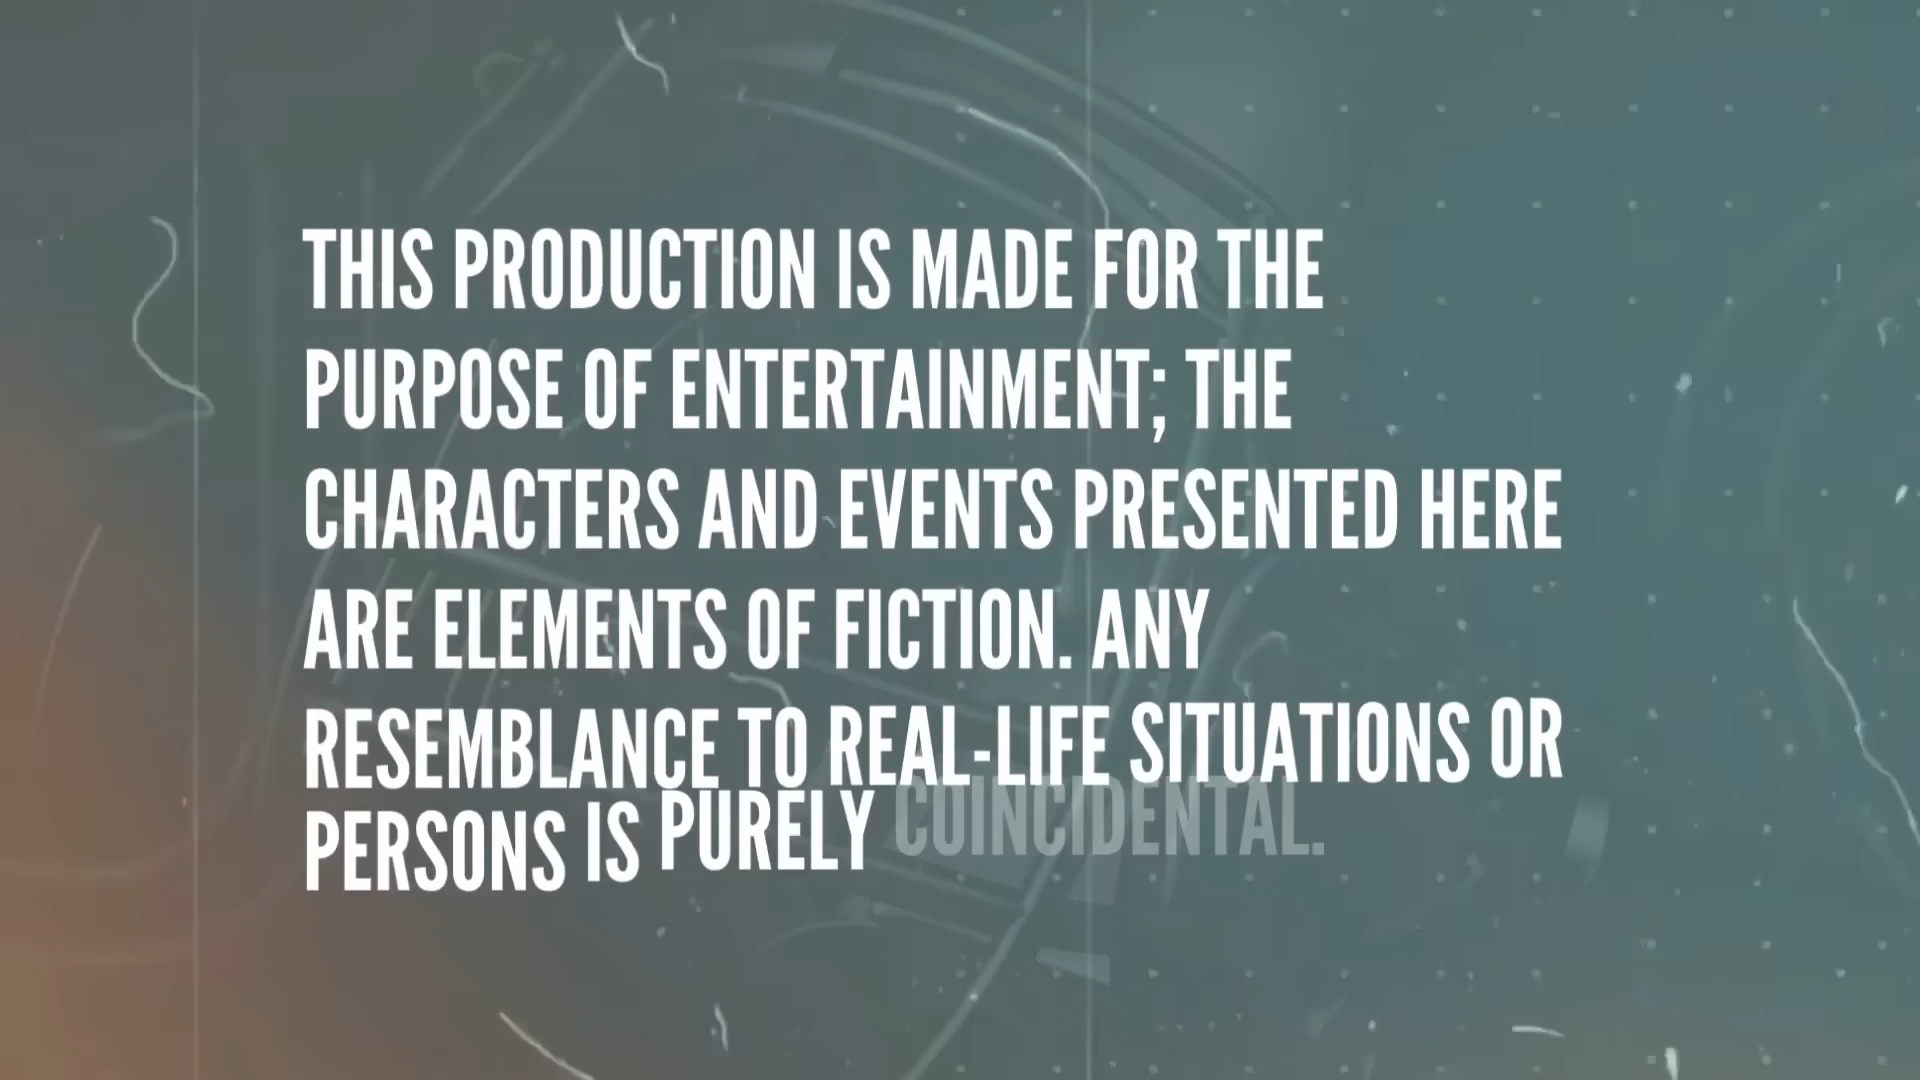 THIS PRODUCTION IS MADE FOR THE
PURPOSE OF ENTERTAINMENT; THE
CHARACTERS AND EVENTS PRESENTED HERE
ARE ELEMENTS OF FICTION. ANY
RESEMBLANCE TO REAL-LIFE SITUATIONS OR
PERSONS IS PURELY COINCIDENTAL.